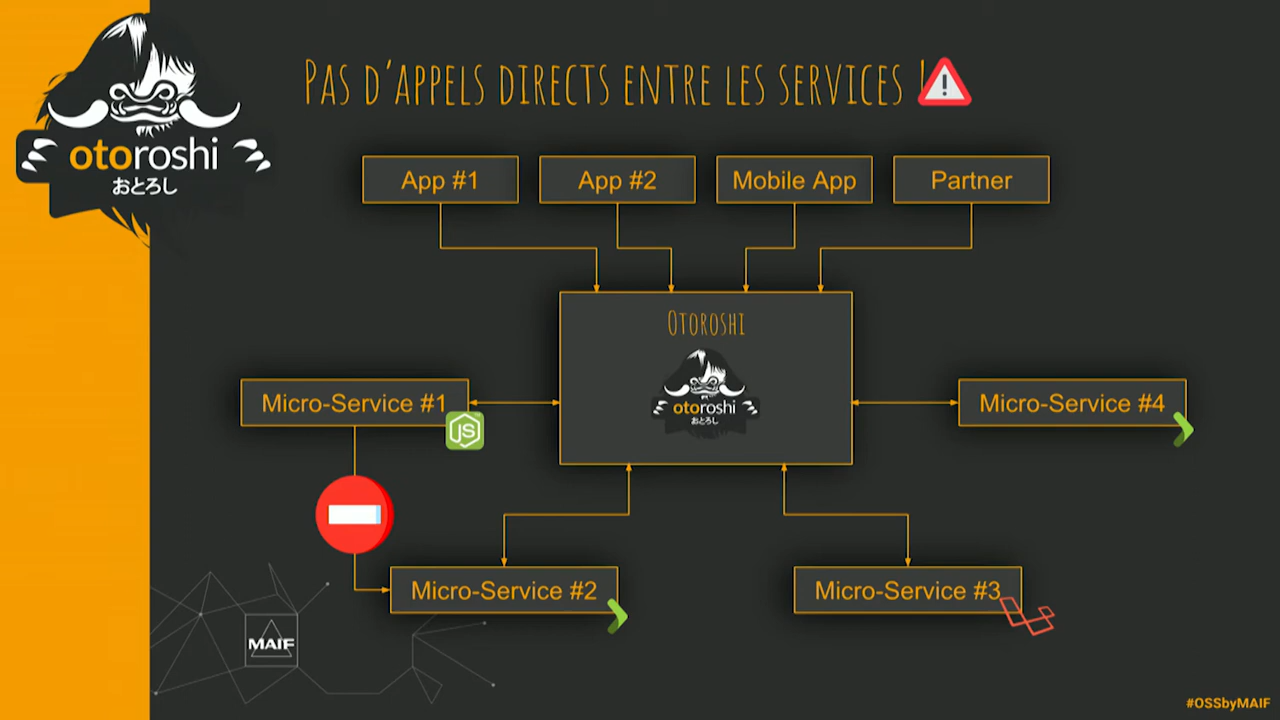 otoroshi
おとろし
PAS D'APPELS DIRECTS ENTRE LES SERVICES !
App #1
App #2
Mobile App
Partner
OTOROSHI
otoroshi
おとろし
Micro-Service #1
JS
Micro-Service #4
Micro-Service #2
Micro-Service #3
MAIF
#OSSbyMAIF